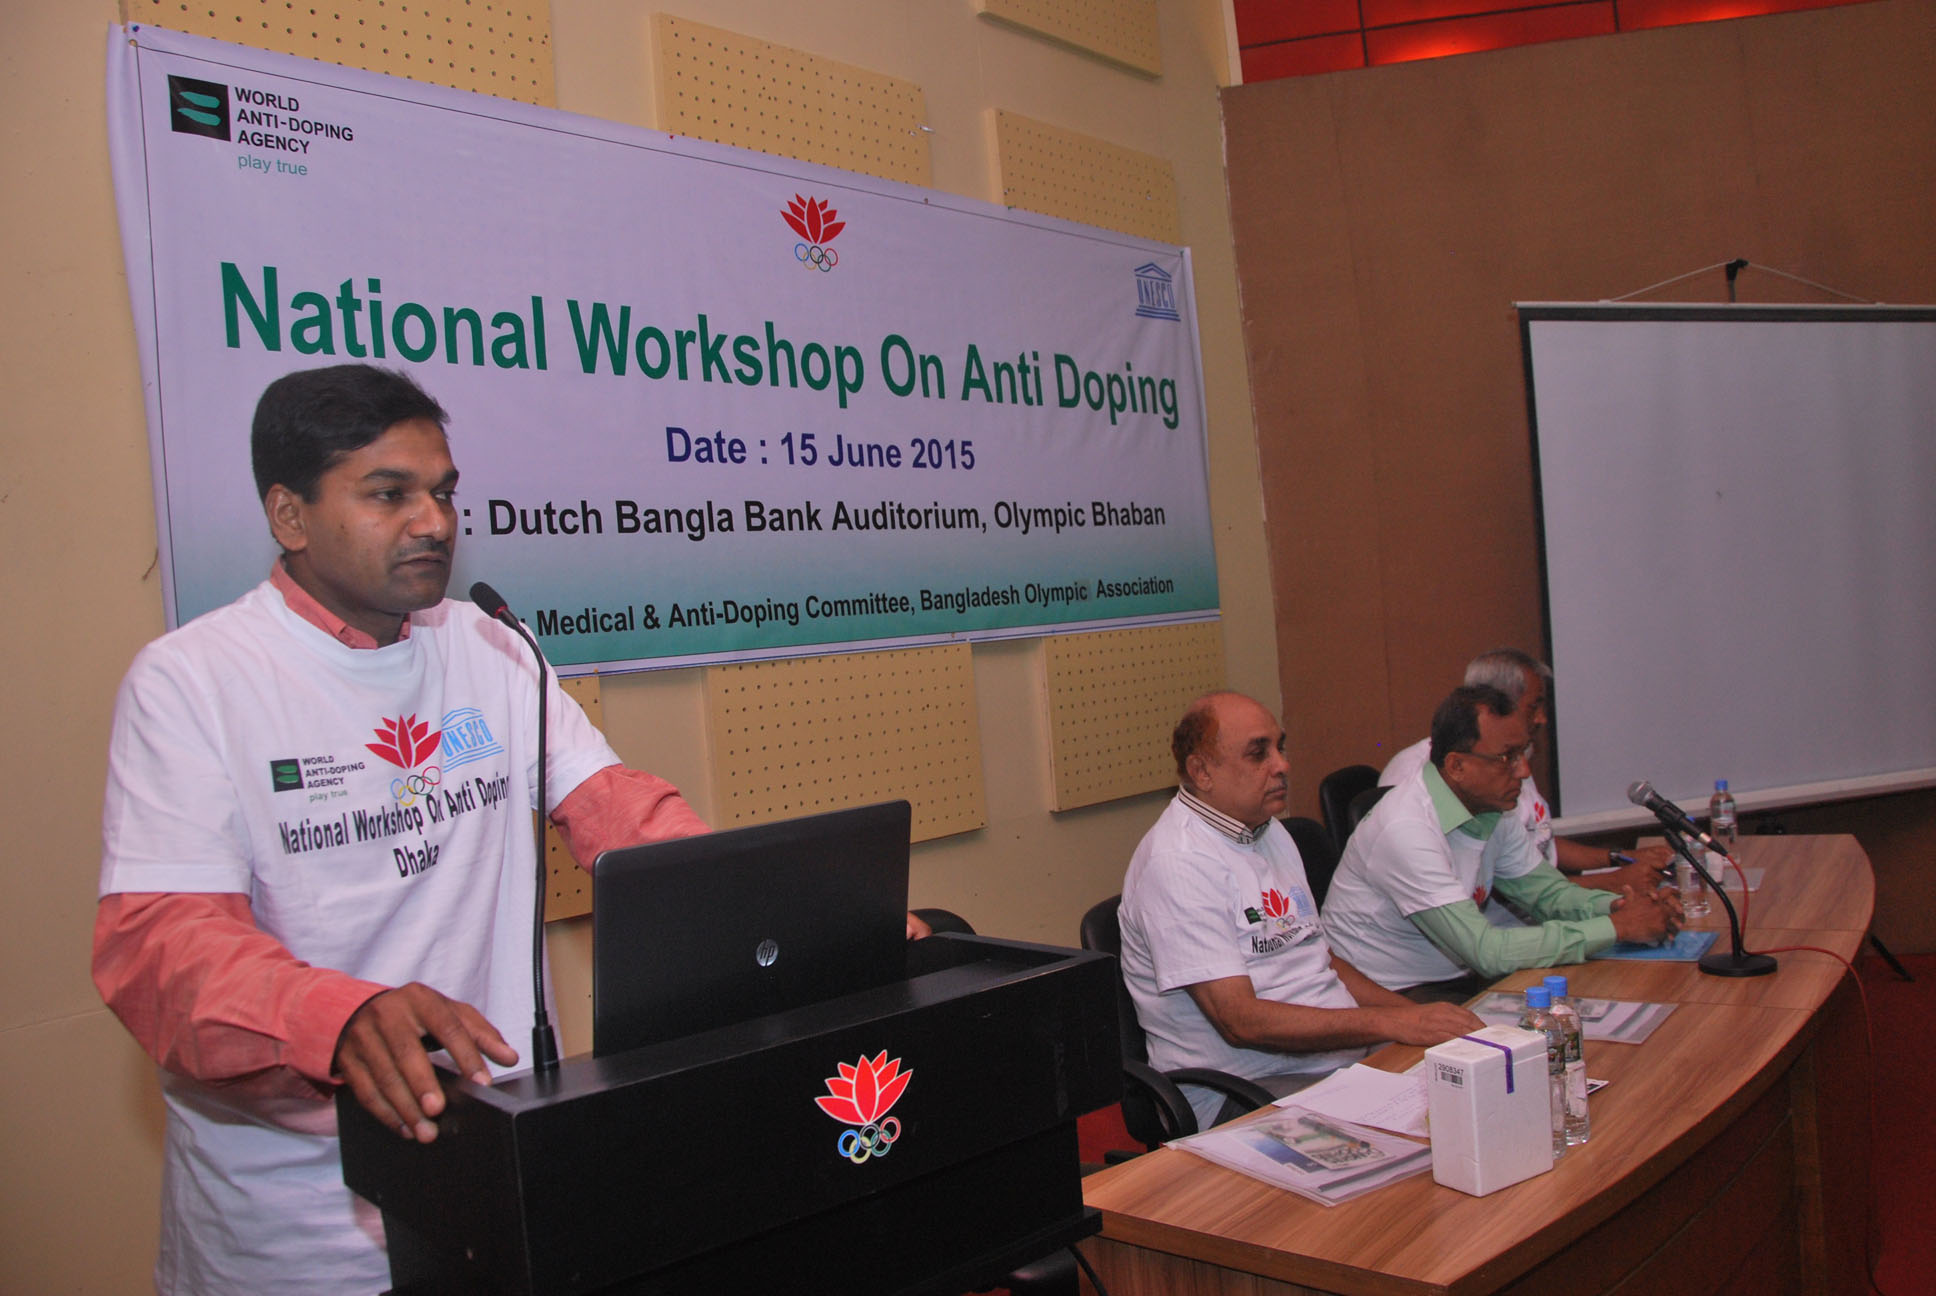 WORLD
ANTI-DOPING
AGENCY
play true
UNESCO
National Workshop On Anti Doping
Date : 15 June 2015
: Dutch Bangla Bank Auditorium, Olympic Bhaban
: Medical & Anti-Doping Committee, Bangladesh Olympic Association
WORLD
ANTI-DOPING
AGENCY
play true
UNESCO
National Workshop On Anti Doping
Dhaka
hp
National
2908347